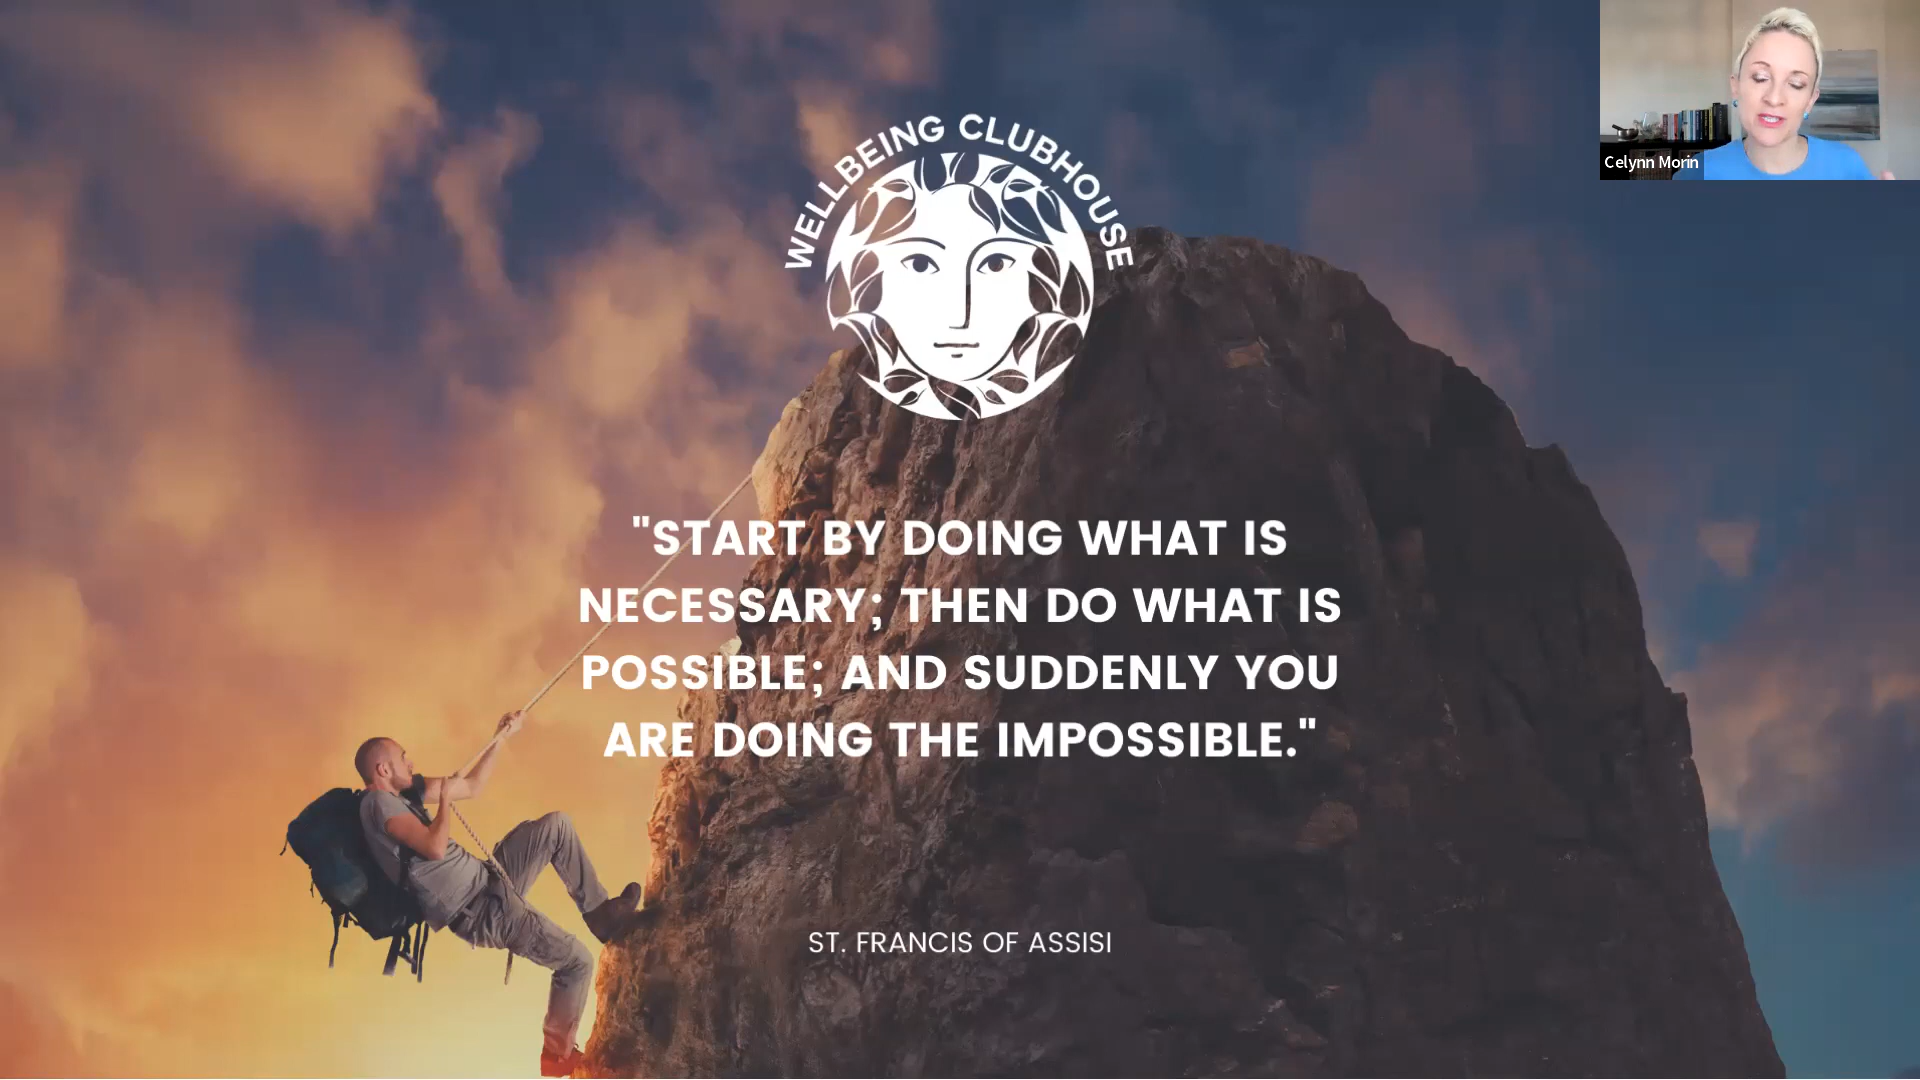 WELLBEING CLUBHOUSE
Celynn Morin
"START BY DOING WHAT IS
NECESSARY; THEN DO WHAT IS
POSSIBLE; AND SUDDENLY YOU
ARE DOING THE IMPOSSIBLE."
ST. FRANCIS OF ASSISI